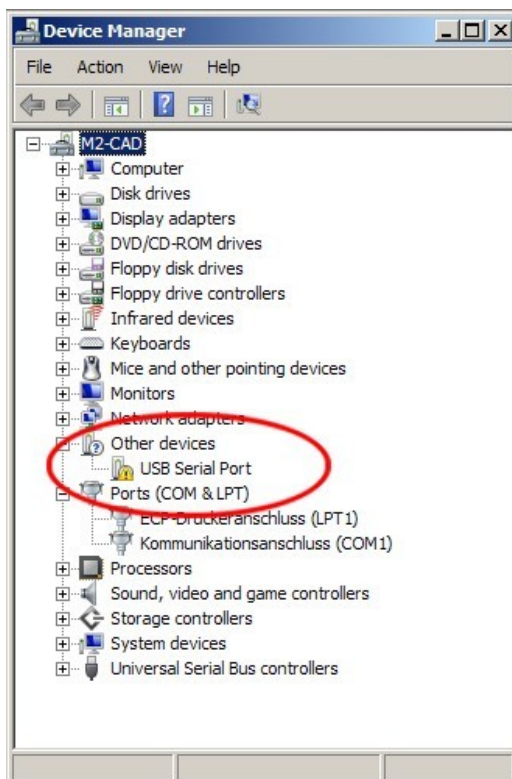 Device Manager
File Action View Help
M2-CAD
Computer
Disk drives
Display adapters
DVD/CD-ROM drives
Floppy disk drives
Floppy drive controllers
Infrared devices
Keyboards
Mice and other pointing devices
Monitors
Network adapters
Other devices
USB Serial Port
Ports (COM & LPT)
ECP-Druckeranschluss (LPT1)
Kommunikationsanschluss (COM1)
Processors
Sound, video and game controllers
Storage controllers
System devices
Universal Serial Bus controllers